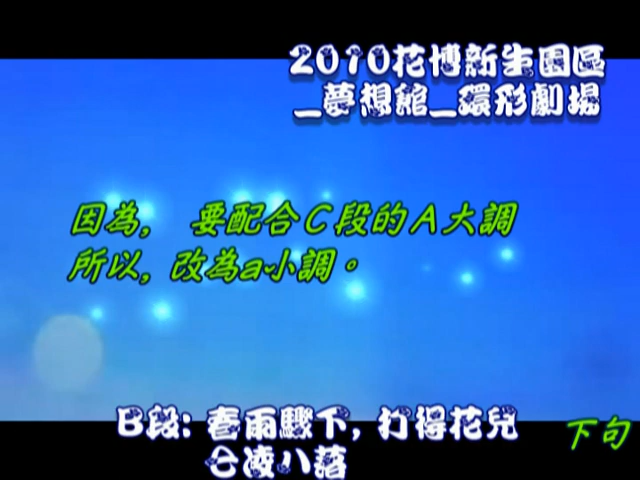 2010花博新生園區
_夢想館_環形劇場
因為, 要配合C段的A大調
所以, 改為a小調。
B段: 春雨驟下, 打得花兒
七凌八落
下句